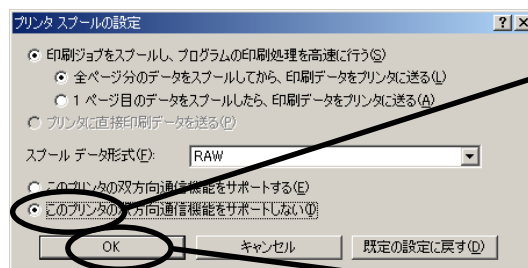 プリンタ スプールの設定
印刷ジョブをスプールし、プログラムの印刷処理を高速に行う(S)
全ページ分のデータをスプールしてから、印刷データをプリンタに送る(L)
1 ページ目のデータをスプールしたら、印刷データをプリンタに送る(A)
プリンタに直接印刷データを送る(P)
スプール データ形式(F): RAW
このプリンタの双方向通信機能をサポートする(E)
このプリンタの双方向通信機能をサポートしない(I)
OK キャンセル 既定の設定に戻す(D)